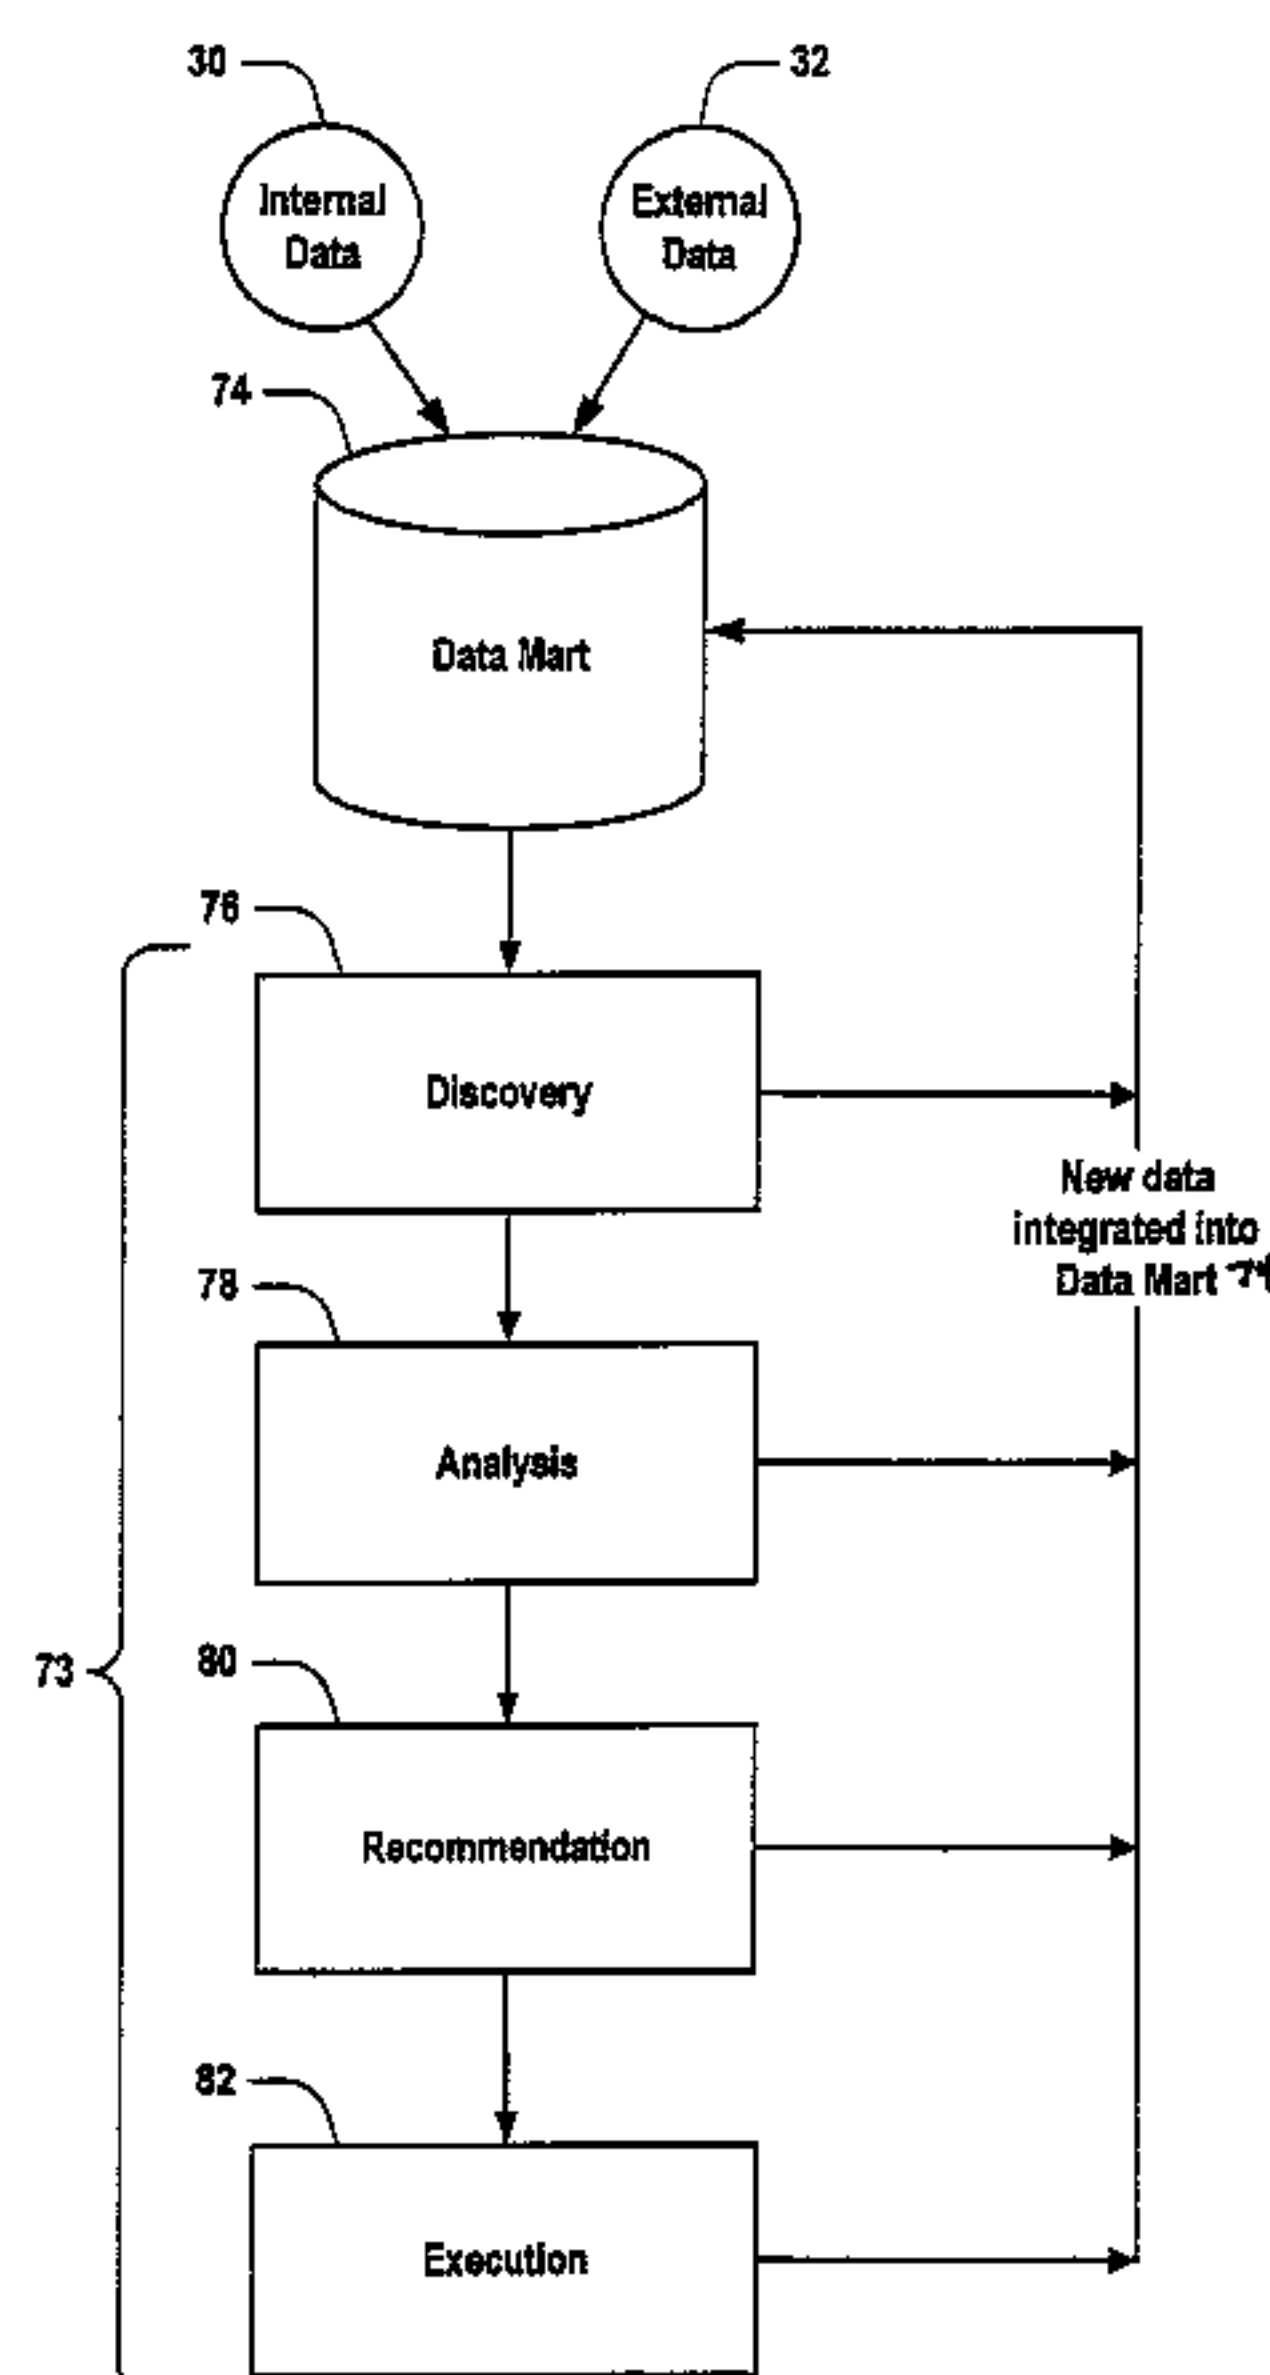 30
32
Internal
Data
External
Data
74
Data Mart
76
Discovery
New data
integrated into
Data Mart
78
Analysis
73
80
Recommendation
82
Execution